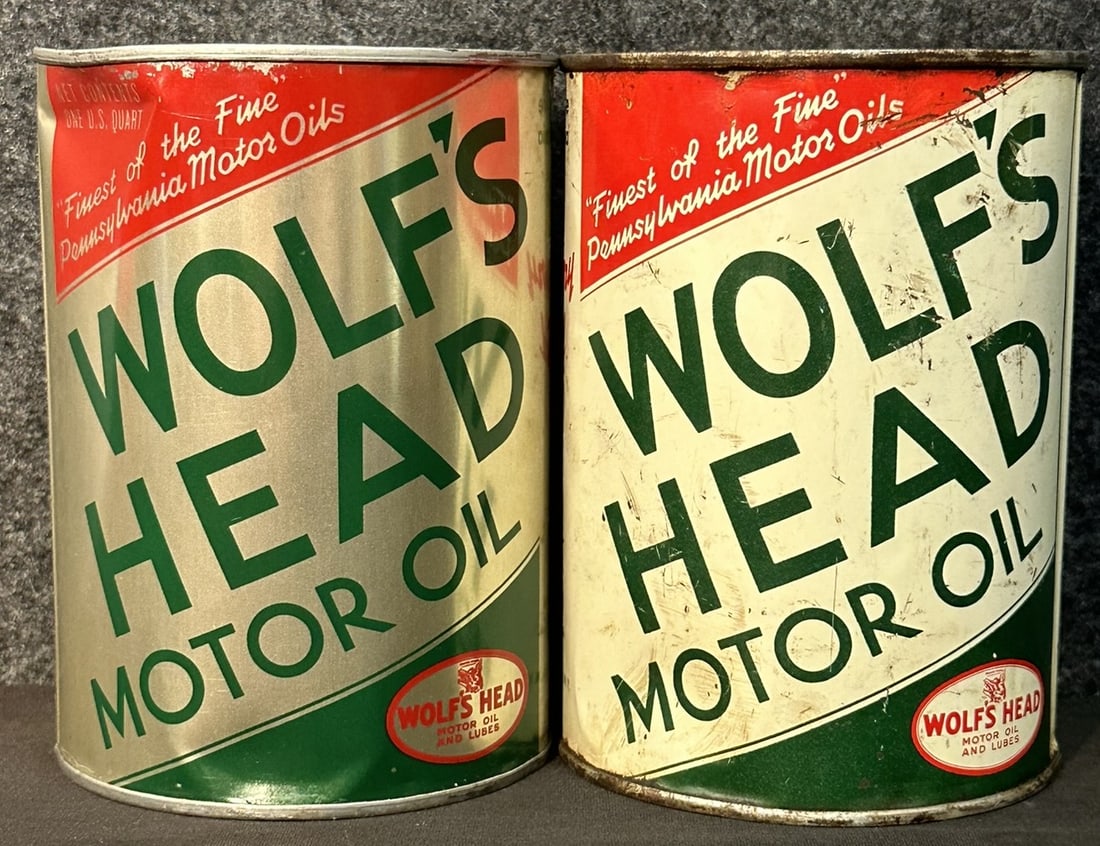 NET CONTENTS
ONE U.S. QUART
"Finest of the Fine"
Pennsylvania Motor Oils
WOLF'S
HEAD
MOTOR OIL
WOLF'S HEAD
MOTOR OIL
AND LUBES
"Finest of the Fine"
Pennsylvania Motor Oils
WOLF'S
HEAD
MOTOR OIL
WOLF'S HEAD
MOTOR OIL
AND LUBES